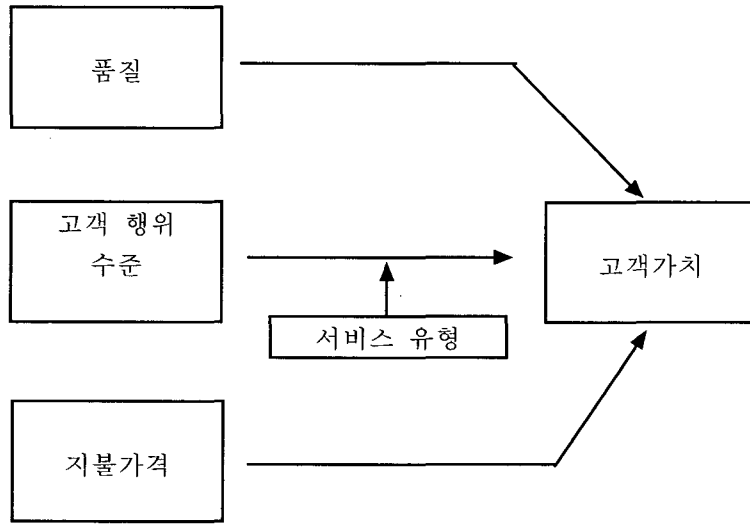 품질
고객 행위
수준
고객가치
서비스 유형
지불가격